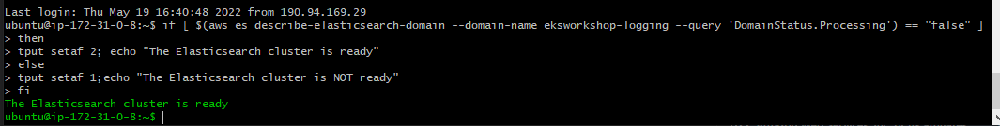 Last login: Thu May 19 16:40:48 2022 from 190.94.169.29
ubuntu@ip-172-31-0-8:~$ if [ $(aws es describe-elasticsearch-domain --domain-name eksworkshop-logging --query 'DomainStatus.Processing') == "false" ]
> then
> tput setaf 2; echo "The Elasticsearch cluster is ready"
> else
> tput setaf 1;echo "The Elasticsearch cluster is NOT ready"
> fi
The Elasticsearch cluster is ready
ubuntu@ip-172-31-0-8:~$